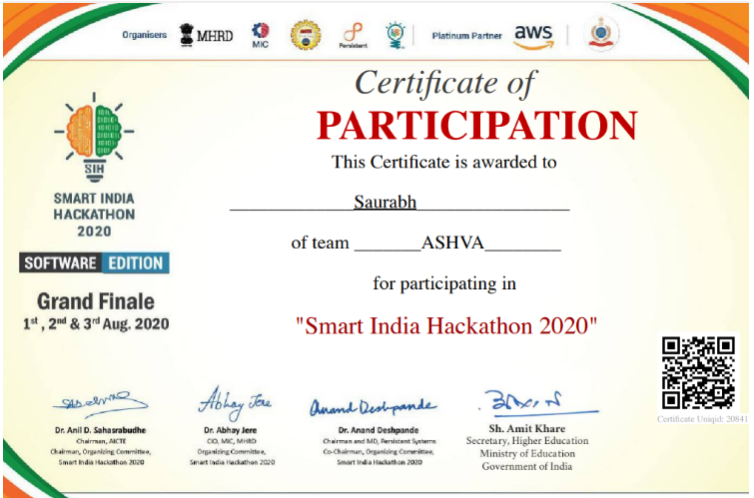 Organisers
MHRD
MIC
Persistent
Platinum Partner
aws
Certificate of
PARTICIPATION
This Certificate is awarded to
Saurabh
of team ASHVA
for participating in
"Smart India Hackathon 2020"
SIH
SMART INDIA
HACKATHON
2020
SOFTWARE EDITION
Grand Finale
1st , 2nd & 3rd Aug. 2020
Certificate Uniqid: 20841
Abhay Jere
Anand Deshpande
Dr. Anil D. Sahasrabudhe
Chairman, AICTE
Chairman, Organizing Committee,
Smart India Hackathon 2020
Dr. Abhay Jere
CIO, MIC, MHRD
Organizing Committee,
Smart India Hackathon 2020
Dr. Anand Deshpande
Chairman and MD, Persistent Systems
Co-Chairman, Organizing Committee,
Smart India Hackathon 2020
Sh. Amit Khare
Secretary, Higher Education
Ministry of Education
Government of India